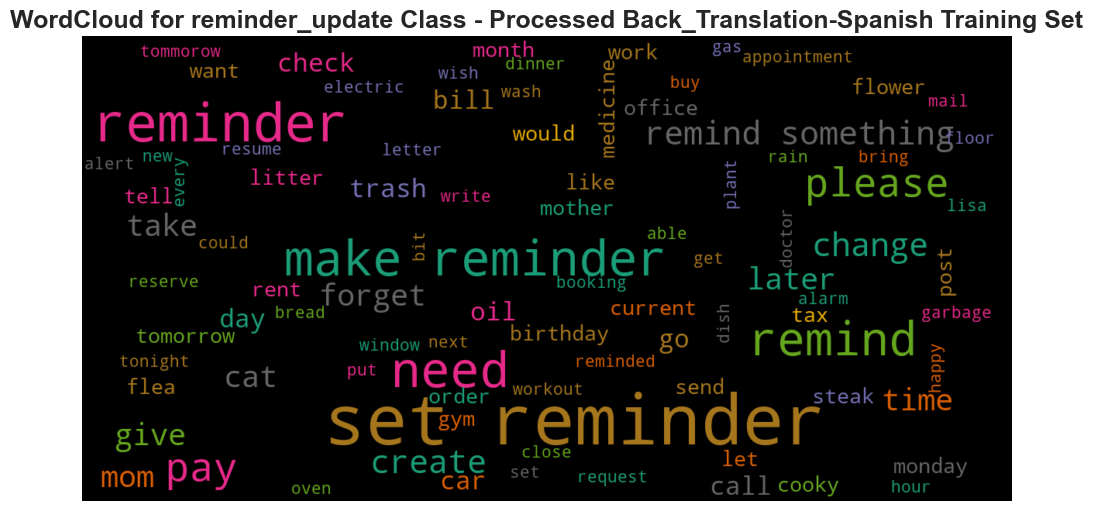 WordCloud for reminder_update Class - Processed Back_Translation-Spanish Training Set
tommorow
month
gas
work
appointment
want
check
wish
dinner
electric
bill
wash
medicine
buy
flower
mail
office
reminder
would
remind something
floor
alert
new
resume
letter
every
rain
bring
litter
trash
write
like
plant
please
tell
mother
lisa
take
could
bit
able
doctor
change
make reminder
get
post
reserve
booking
later
alarm
rent
forget
oil
current
tax
garbage
day
bread
dish
tomorrow
birthday
go
remind
window
next
tonight
put
need
reminded
happy
flea
cat
workout
send
order
steak
time
set reminder
gym
give
close
mom
pay
create
set
request
let
monday
car
call
cooky
hour
oven